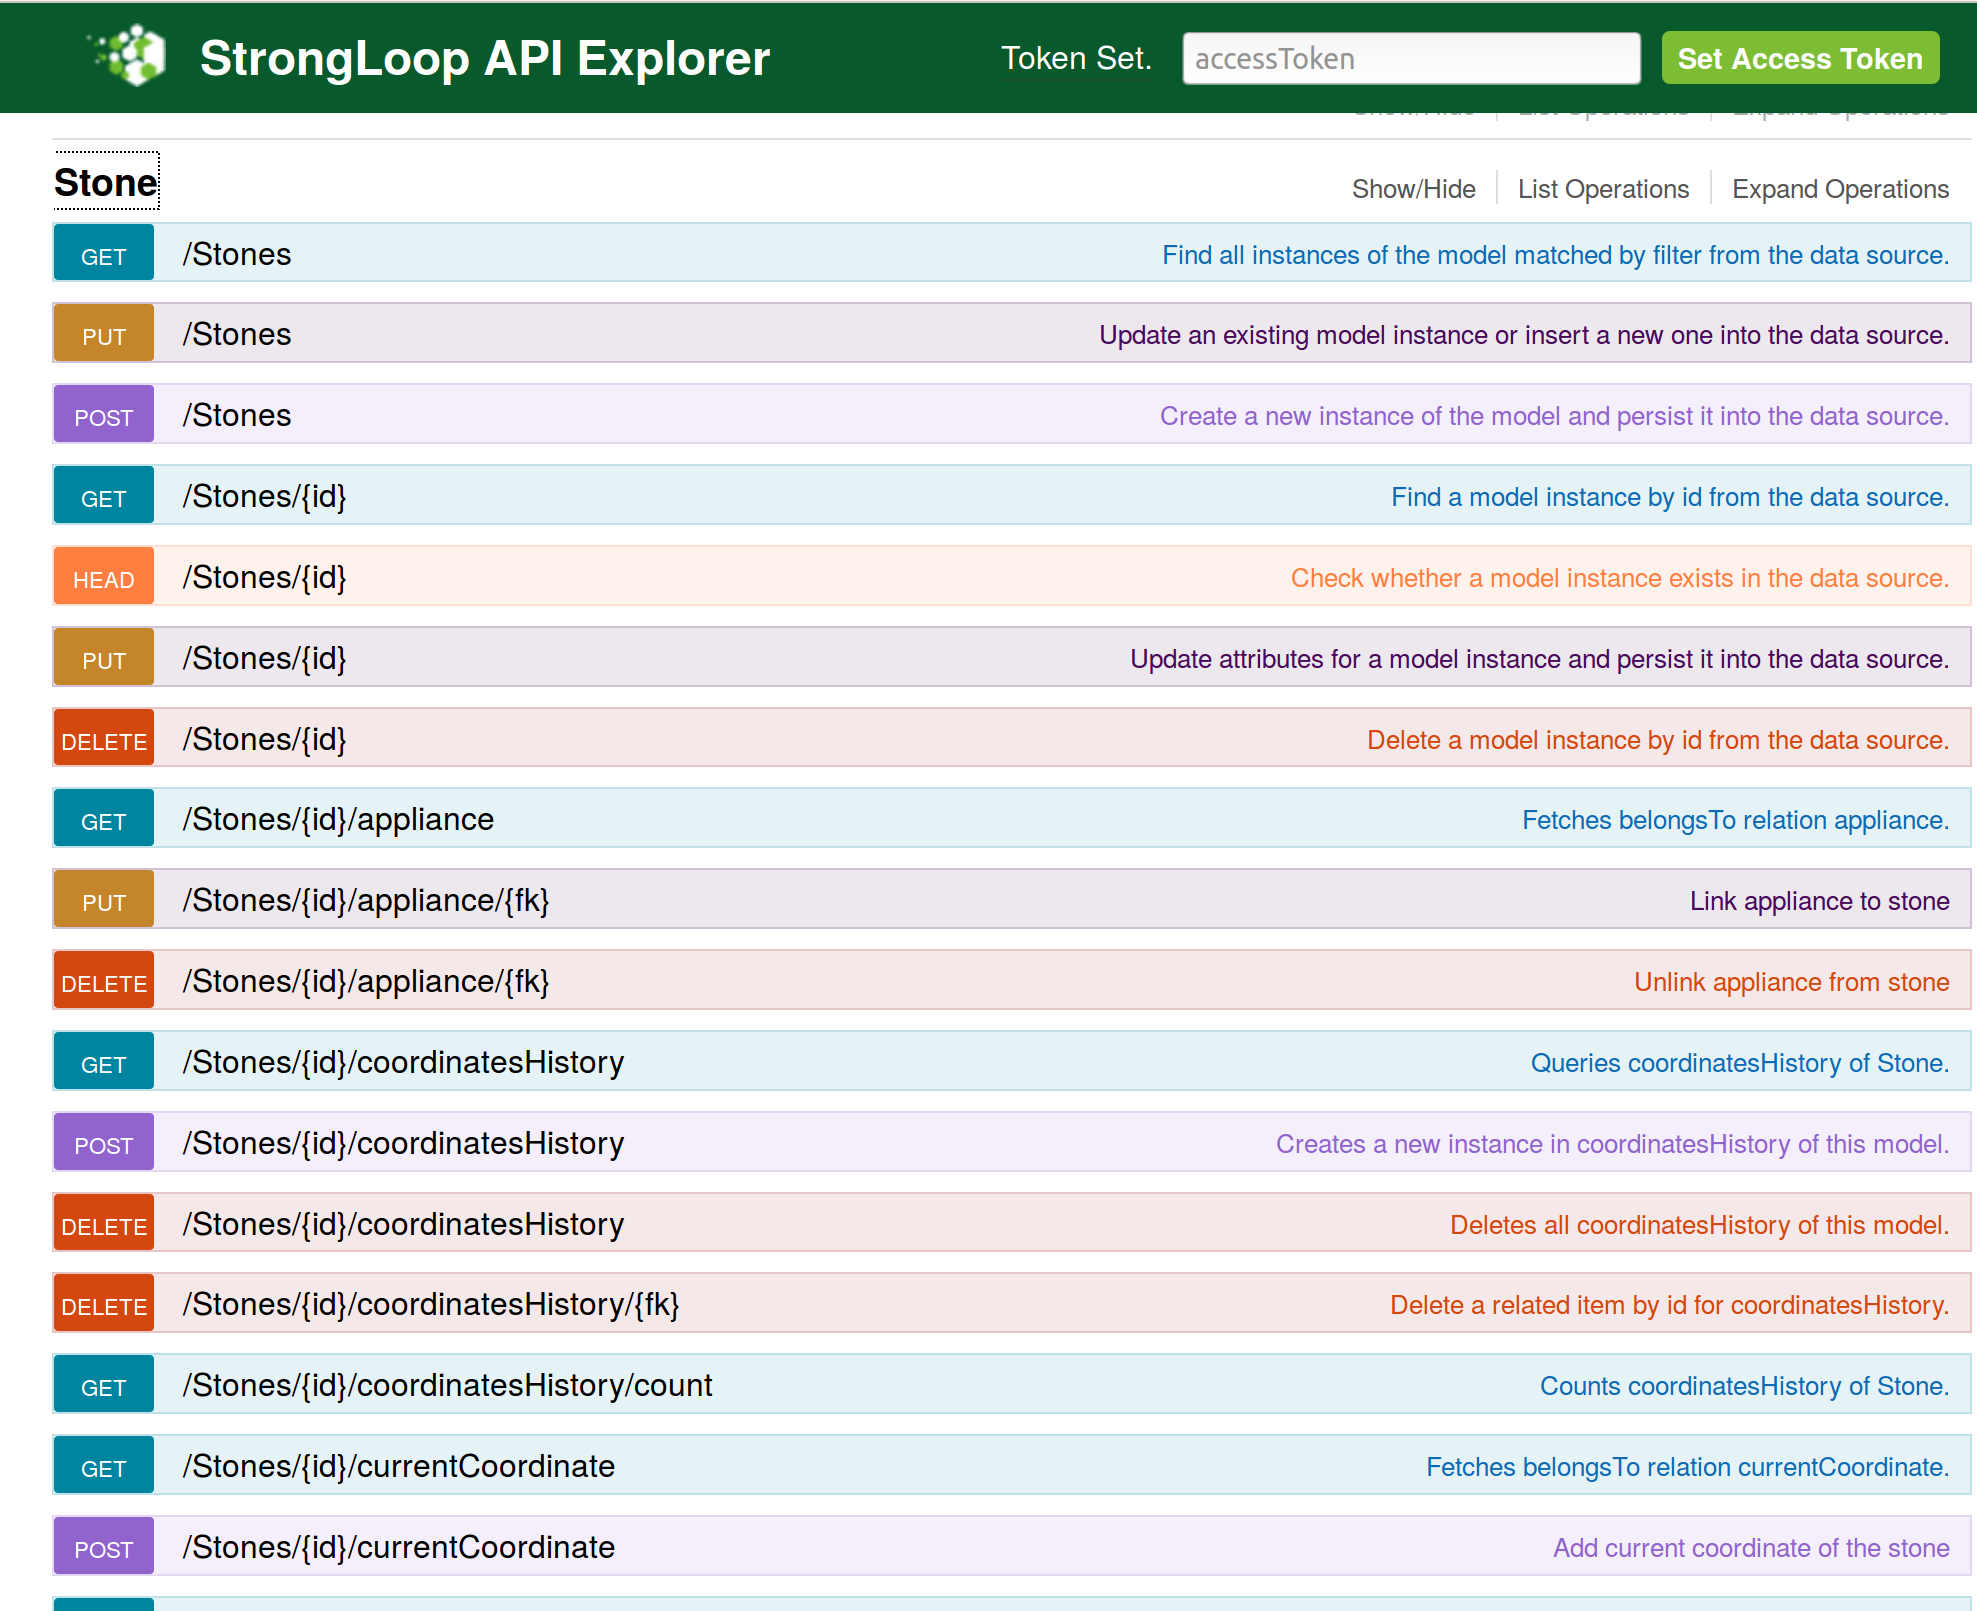 StrongLoop API Explorer Token Set. accessToken Set Access Token
Show/Hide List Operations Expand Operations
Stone Show/Hide List Operations Expand Operations
GET /Stones Find all instances of the model matched by filter from the data source.
PUT /Stones Update an existing model instance or insert a new one into the data source.
POST /Stones Create a new instance of the model and persist it into the data source.
GET /Stones/{id} Find a model instance by id from the data source.
HEAD /Stones/{id} Check whether a model instance exists in the data source.
PUT /Stones/{id} Update attributes for a model instance and persist it into the data source.
DELETE /Stones/{id} Delete a model instance by id from the data source.
GET /Stones/{id}/appliance Fetches belongsTo relation appliance.
PUT /Stones/{id}/appliance/{fk} Link appliance to stone
DELETE /Stones/{id}/appliance/{fk} Unlink appliance from stone
GET /Stones/{id}/coordinatesHistory Queries coordinatesHistory of Stone.
POST /Stones/{id}/coordinatesHistory Creates a new instance in coordinatesHistory of this model.
DELETE /Stones/{id}/coordinatesHistory Deletes all coordinatesHistory of this model.
DELETE /Stones/{id}/coordinatesHistory/{fk} Delete a related item by id for coordinatesHistory.
GET /Stones/{id}/coordinatesHistory/count Counts coordinatesHistory of Stone.
GET /Stones/{id}/currentCoordinate Fetches belongsTo relation currentCoordinate.
POST /Stones/{id}/currentCoordinate Add current coordinate of the stone